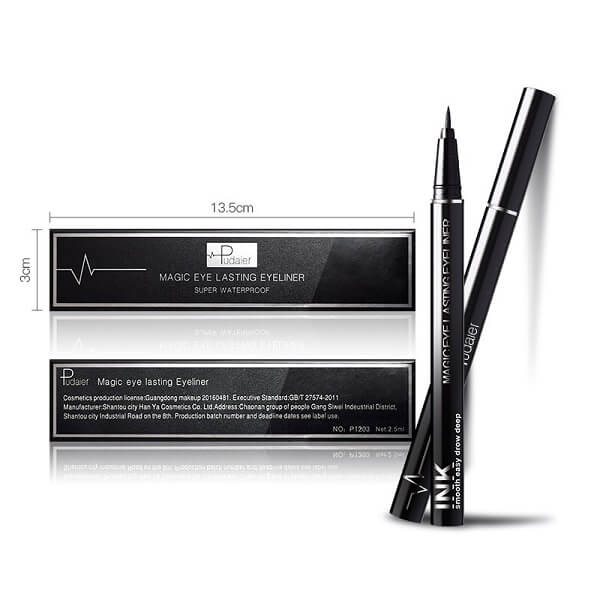 13.5cm
3cm
Pudaier
MAGIC EYE LASTING EYELINER
SUPER WATERPROOF
Pudaier Magic eye lasting Eyeliner
Cosmetics production license:Guangdong makeup 20160481. Executive Standard:GB/T 27574-2011
Manufacturer:Shantou city Han Ya Cosmetics Co. Ltd.Address:Chaonan group of people Gang Siwei Indeustrial District,
Shantou city Industrial Road on the 8th. Production batch number and deadine dates see label use.
NO: P1203 Net:2.5ml
MAGIC EYE LASTING EYELINER
INK
smooth easy drow deep
Pudaier